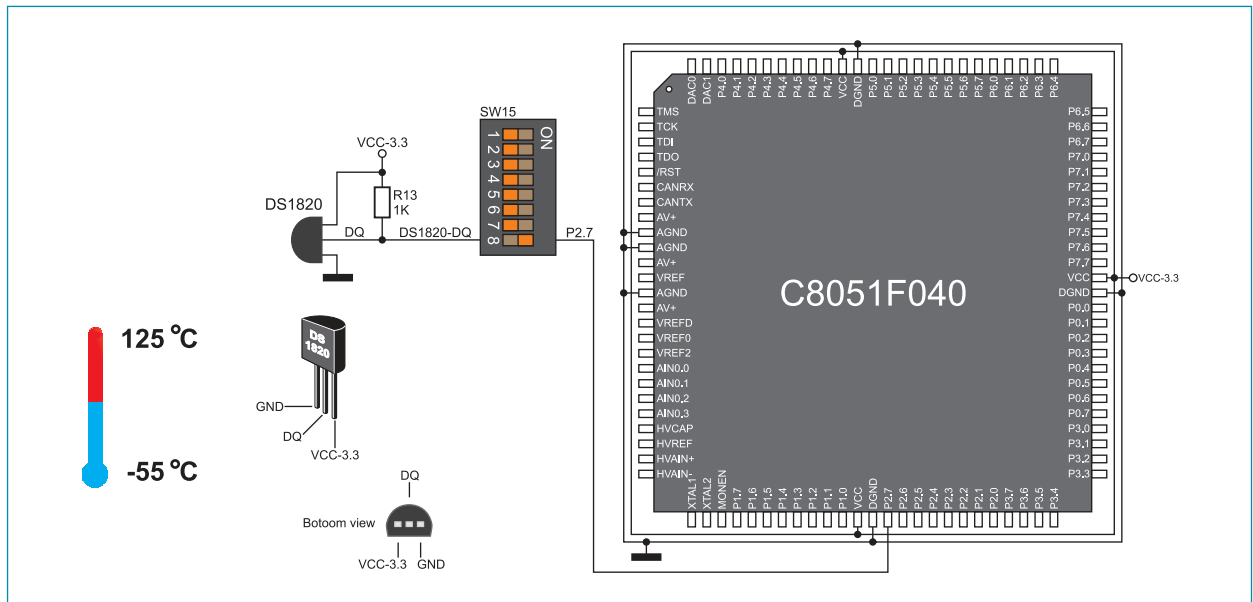 SW15
ON
1
2
3
4
5
6
7
8
VCC-3.3
R13
1K
DS1820
DQ
DS1820-DQ
P2.7
125 °C
-55 °C
DS
1820
GND
DQ
VCC-3.3
DQ
Botoom view
VCC-3.3 GND
DAC0
DAC1
P4.0
P4.1
P4.2
P4.3
P4.4
P4.5
P4.6
P4.7
VCC
DGND
P5.0
P5.1
P5.2
P5.3
P5.4
P5.5
P5.6
P5.7
P6.0
P6.1
P6.2
P6.3
P6.4
TMS
TCK
TDI
TDO
/RST
CANRX
CANTX
AV+
AGND
AGND
AV+
VREF
AGND
AV+
VREFD
VREF0
VREF2
AIN0.0
AIN0.1
AIN0.2
AIN0.3
HVCAP
HVREF
HVAIN+
HVAIN-
C8051F040
P6.5
P6.6
P6.7
P7.0
P7.1
P7.2
P7.3
P7.4
P7.5
P7.6
P7.7
VCC
VCC-3.3
DGND
P0.0
P0.1
P0.2
P0.3
P0.4
P0.5
P0.6
P0.7
P3.0
P3.1
P3.2
P3.3
XTAL1
XTAL2
MONEN
P1.7
P1.6
P1.5
P1.4
P1.3
P1.2
P1.1
P1.0
VCC
DGND
P2.7
P2.6
P2.5
P2.4
P2.3
P2.2
P2.1
P2.0
P3.7
P3.6
P3.5
P3.4